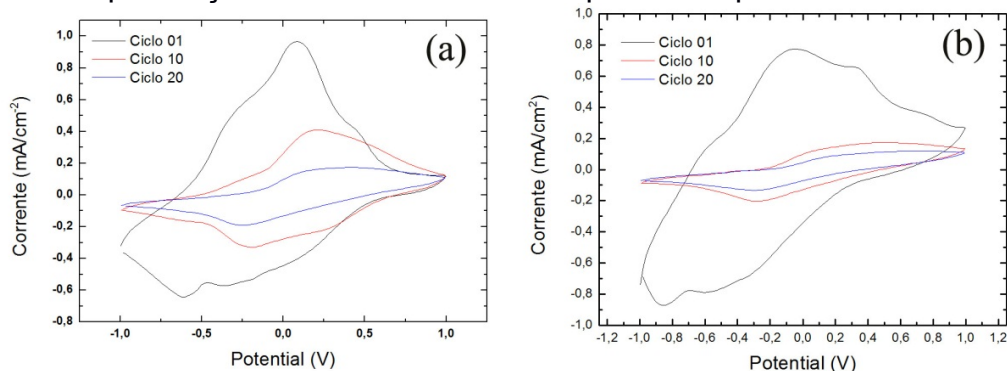 (a)
Ciclo 01
Ciclo 10
Ciclo 20
Corrente (mA/cm⁻²)
1,0
0,8
0,6
0,4
0,2
0,0
-0,2
-0,4
-0,6
-0,8
-1,0 -0,5 0,0 0,5 1,0
Potential (V)
(b)
Ciclo 01
Ciclo 10
Ciclo 20
Corrente (mA/cm²)
1,0
0,8
0,6
0,4
0,2
0,0
-0,2
-0,4
-0,6
-0,8
-1,0
-1,2 -1,0 -0,8 -0,6 -0,4 -0,2 0,0 0,2 0,4 0,6 0,8 1,0 1,2
Potential (V)